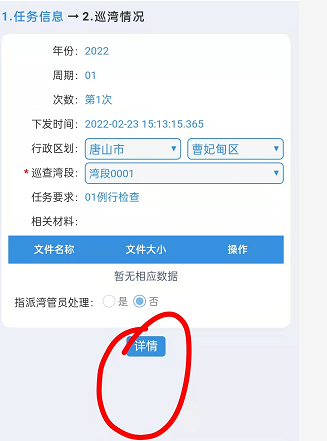 1.任务信息 → 2.巡湾情况
年份: 2022
周期: 01
次数: 第1次
下发时间: 2022-02-23 15:13:15.365
行政区划: 唐山市 曹妃甸区
*巡查湾段: 湾段0001
任务要求: 01例行检查
相关材料:
文件名称 文件大小 操作
暂无相应数据
指派湾管员处理: 是 否
详情